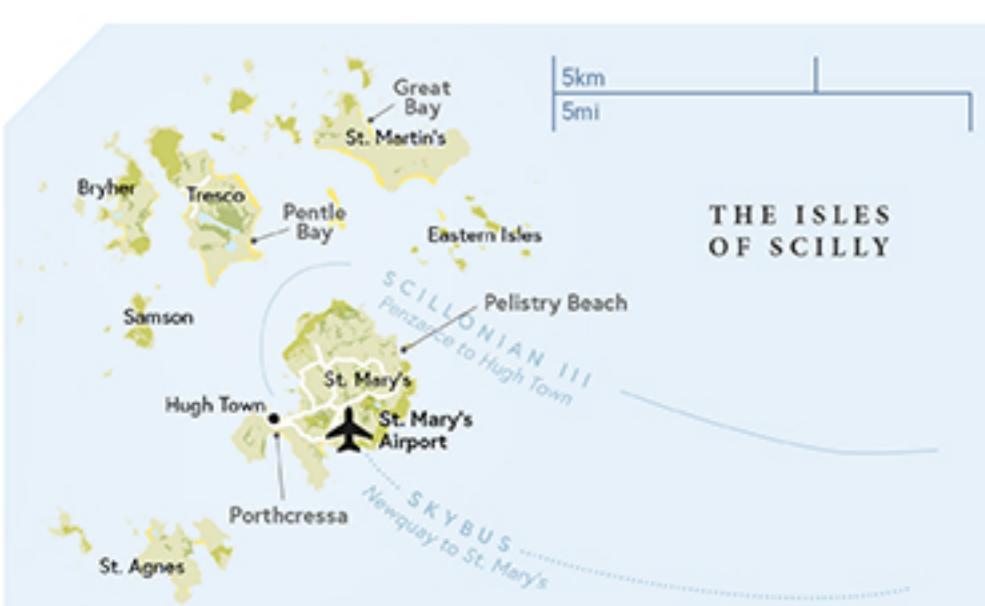 Great
Bay
St. Martin's
5km
5mi
Bryher
Tresco
Pentle
Bay
Eastern Isles
THE ISLES
OF SCILLY
Samson
SCILLONIAN III
Penzance to Hugh Town
Pelistry Beach
St. Mary's
Hugh Town
St. Mary's
Airport
Porthcressa
SKYBUS
Newquay to St. Mary's
St. Agnes